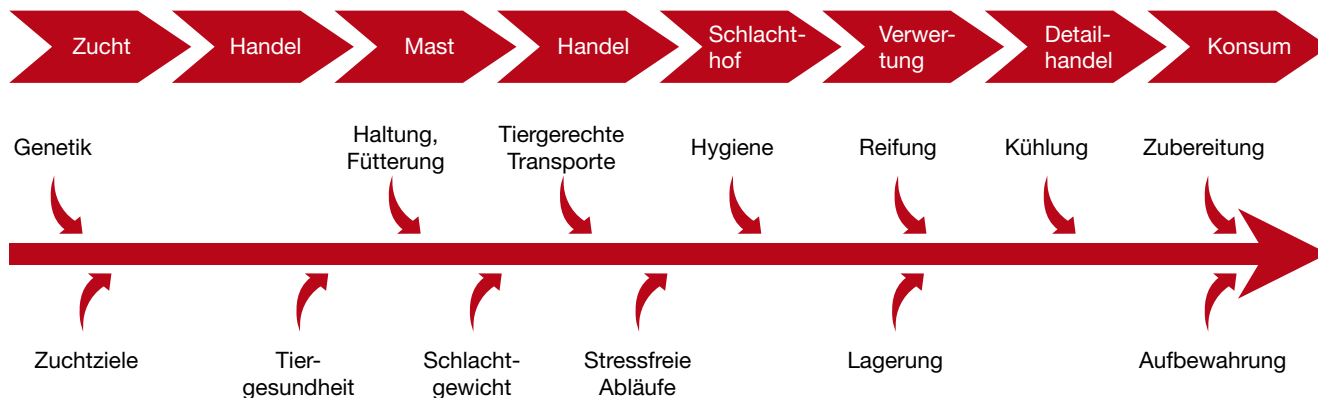 Zucht
Handel
Mast
Handel
Schlacht-
hof
Verwer-
tung
Detail-
handel
Konsum
Genetik
Haltung,
Fütterung
Tiergerechte
Transporte
Hygiene
Reifung
Kühlung
Zubereitung
Zuchtziele
Tier-
gesundheit
Schlacht-
gewicht
Stressfreie
Abläufe
Lagerung
Aufbewahrung